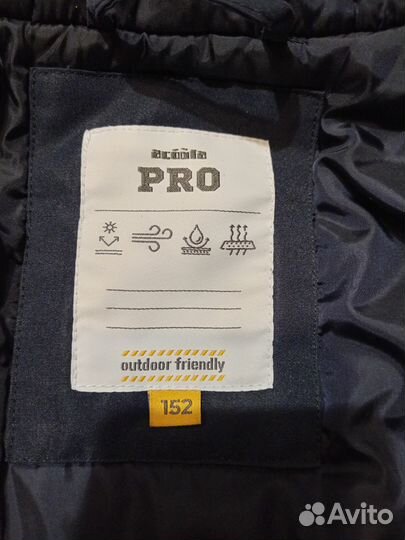 acoola
PRO
outdoor friendly
152
Avito